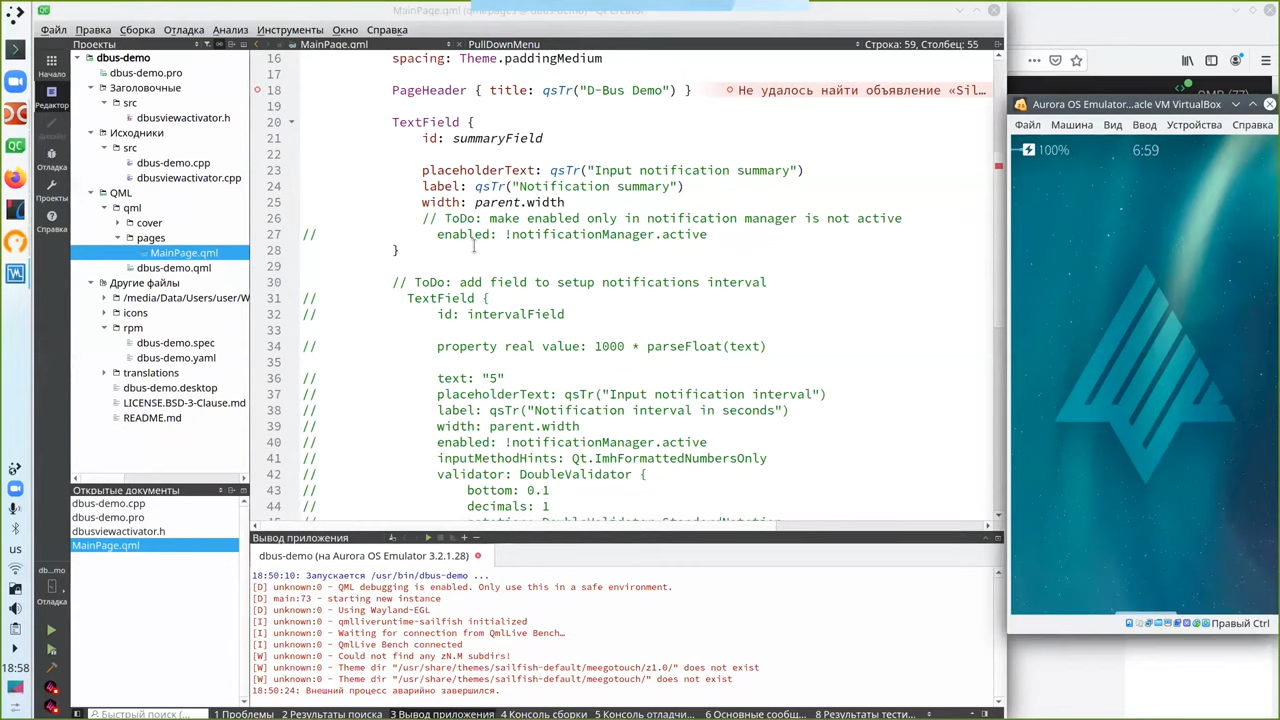 MainPage.qml
Файл Правка Сборка Отладка Анализ Инструменты Окно Справка
Проекты
MainPage.qml
PullDownMenu
Строка: 59, Столбец: 55
Начало
Редактор
Дизайн
Отладка
Проекты
Справка
dbus-demo
dbus-demo.pro
Заголовочные
src
dbusviewactivator.h
Исходники
src
dbus-demo.cpp
dbusviewactivator.cpp
QML
qml
cover
pages
MainPage.qml
dbus-demo.qml
Другие файлы
/media/Data/Users/user/W
icons
rpm
dbus-demo.spec
dbus-demo.yaml
translations
dbus-demo.desktop
LICENSE.BSD-3-Clause.md
README.md
Открытые документы
dbus-demo.cpp
dbus-demo.pro
dbusviewactivator.h
MainPage.qml
us
18:58
db...mo
Отладка
16 spacing: Theme.paddingMedium
17
18 PageHeader { title: qsTr("D-Bus Demo") } Не удалось найти объявление «Sil…
20 TextField {
21 id: summaryField
22
23 placeholderText: qsTr("Input notification summary")
24 label: qsTr("Notification summary")
25 width: parent.width
26 // ToDo: make enabled only in notification manager is not active
27 // enabled: !notificationManager.active
28 }
29
30 // ToDo: add field to setup notifications interval
31 // TextField {
32 // id: intervalField
33
34 // property real value: 1000 * parseFloat(text)
35
36 // text: "5"
37 // placeholderText: qsTr("Input notification interval")
38 // label: qsTr("Notification interval in seconds")
39 // width: parent.width
40 // enabled: !notificationManager.active
41 // inputMethodHints: Qt.ImhFormattedNumbersOnly
42 // validator: DoubleValidator {
43 // bottom: 0.1
44 // decimals: 1
Вывод приложения
dbus-demo (на Aurora OS Emulator 3.2.1.28)
18:50:10: Запускается /usr/bin/dbus-demo ...
[D] unknown:0 - QML debugging is enabled. Only use this in a safe environment.
[D] main:73 - starting new instance
[D] unknown:0 - Using Wayland-EGL
[I] unknown:0 - qmlliveruntime-sailfish initialized
[I] unknown:0 - Waiting for connection from QmlLive Bench…
[I] unknown:0 - QmlLive Bench connected
[W] unknown:0 - Could not find any zN.M subdirs!
[W] unknown:0 - Theme dir "/usr/share/themes/sailfish-default/meegotouch/z1.0/" does not exist
[W] unknown:0 - Theme dir "/usr/share/themes/sailfish-default/meegotouch/" does not exist
18:50:24: Внешний процесс аварийно завершился.
Быстрый поиск (...
1 Проблемы 2 Результаты поиска 3 Вывод приложения 4 Консоль сборки 5 Консоль отладчи… 6 Основные сообщ… 8 Результаты тести…
Aurora OS Emulator...acle VM VirtualBox
Файл Машина Вид Ввод Устройства Справка
100% 6:59
Правый Ctrl